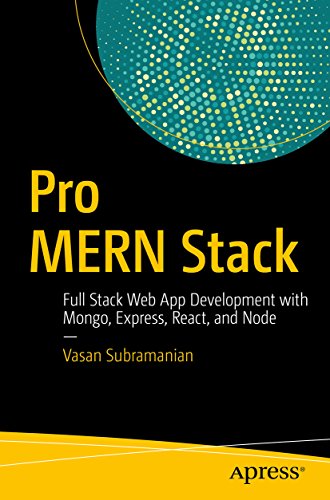 Pro
MERN Stack
Full Stack Web App Development with
Mongo, Express, React, and Node
—
Vasan Subramanian
Apress®